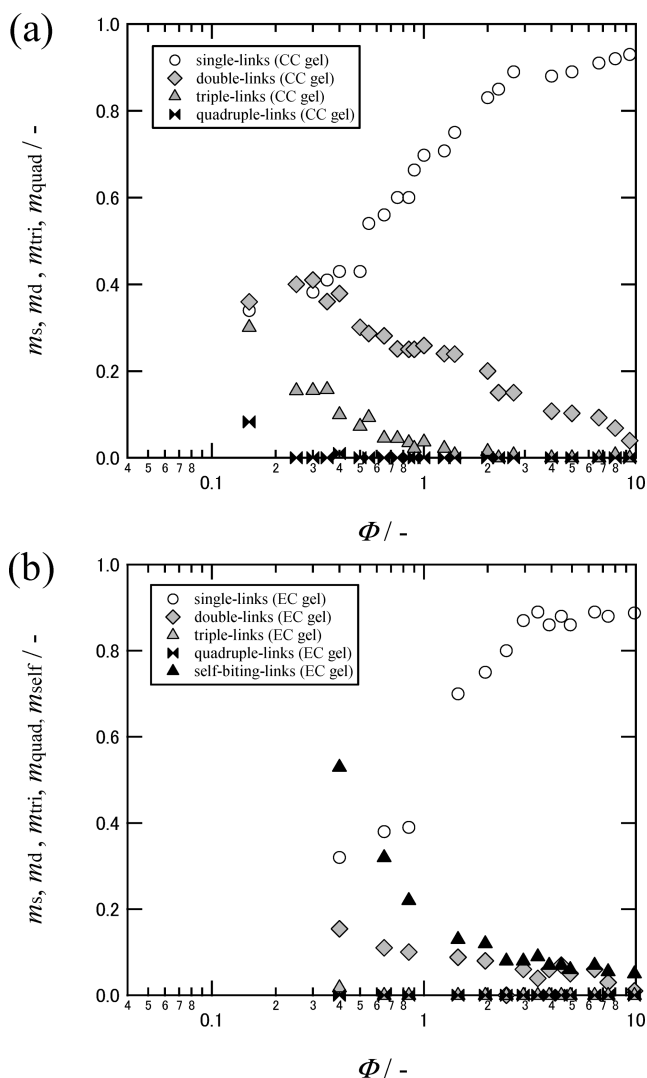 (a)
1.0
single-links (CC gel)
double-links (CC gel)
triple-links (CC gel)
quadruple-links (CC gel)
0.8
0.6
0.4
0.2
0.0
ms, md , mtri, mquad / -
4 5 6 7 8 2 3 4 5 6 7 8 2 3 4 5 6 7 8
0.1 1 10
Φ / -
(b)
1.0
single-links (EC gel)
double-links (EC gel)
triple-links (EC gel)
quadruple-links (EC gel)
self-biting-links (EC gel)
0.8
0.6
0.4
0.2
0.0
ms, md , mtri, mquad, mself / -
4 5 6 7 8 2 3 4 5 6 7 8 2 3 4 5 6 7 8
0.1 1 10
Φ / -